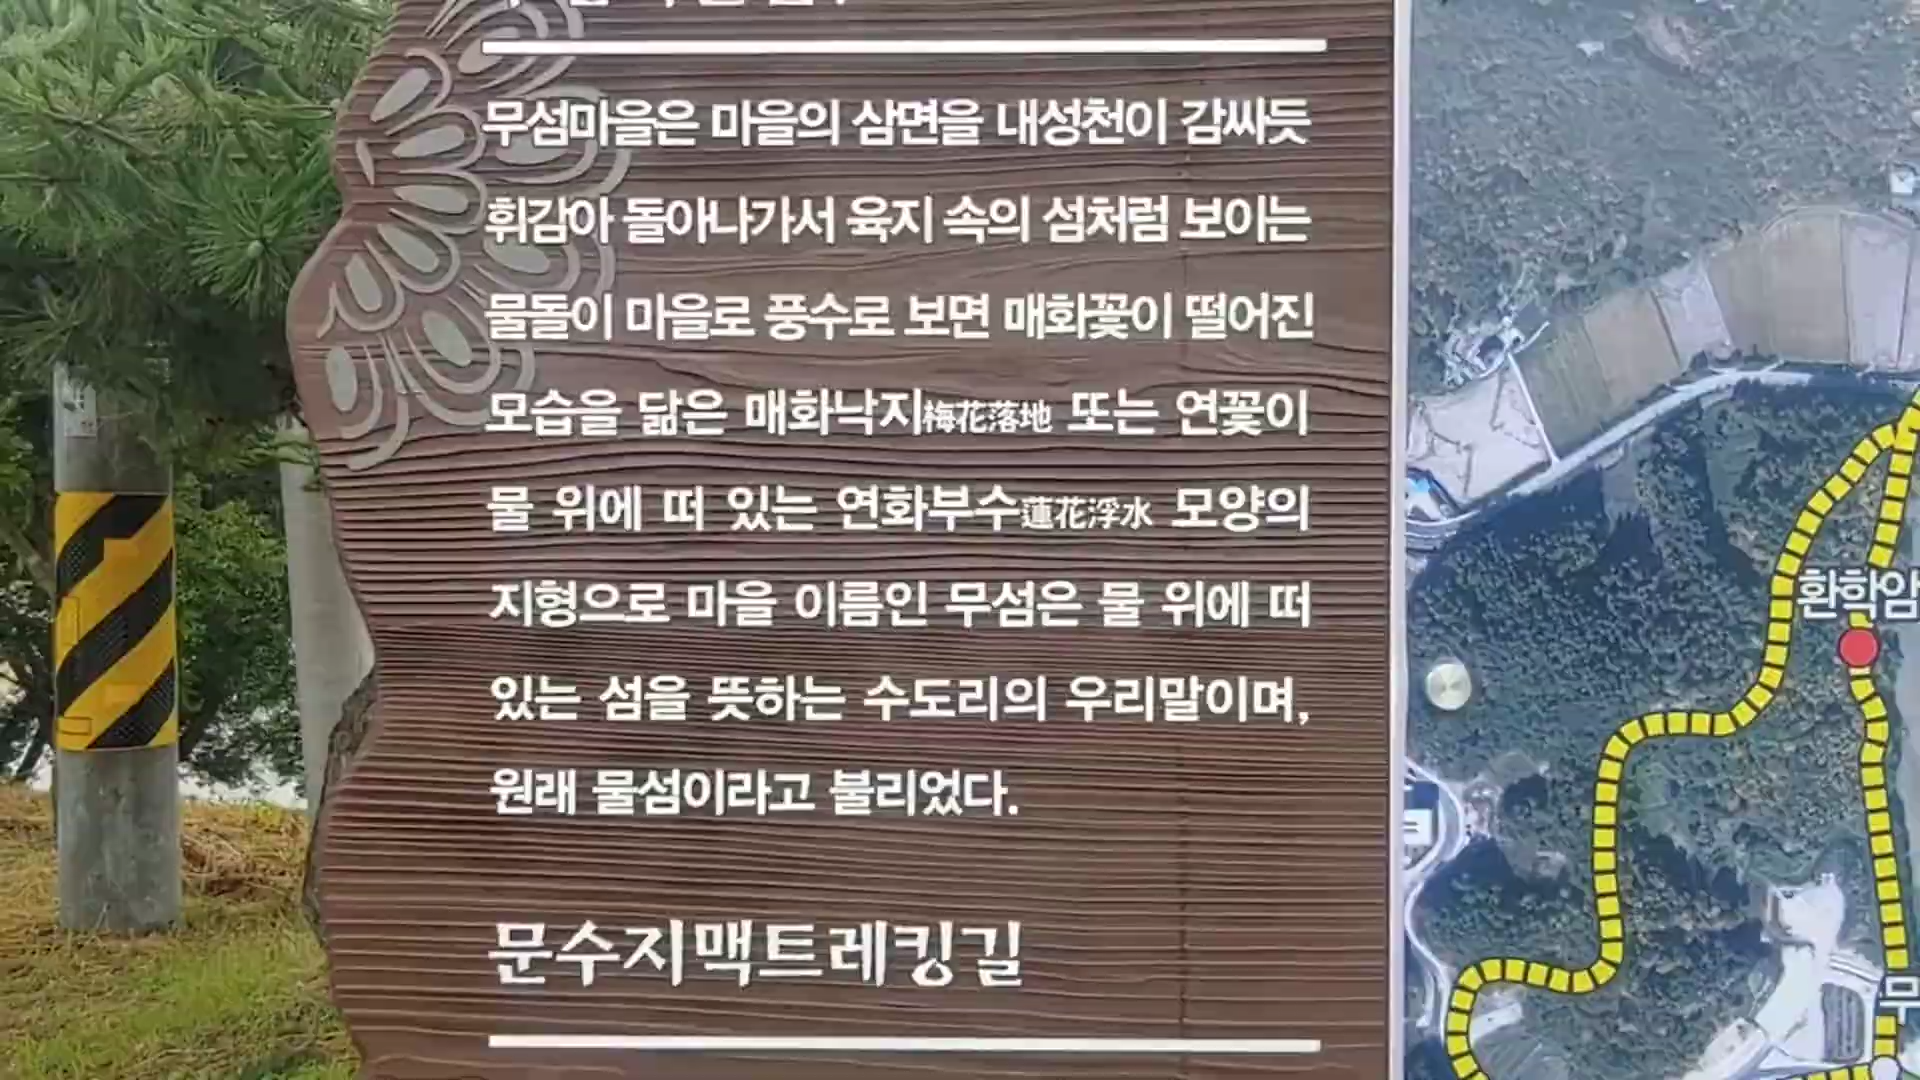 무섬마을은 마을의 삼면을 내성천이 감싸듯
휘감아 돌아나가서 육지 속의 섬처럼 보이는
물돌이 마을로 풍수로 보면 매화꽃이 떨어진
모습을 닮은 매화낙지梅花落地 또는 연꽃이
물 위에 떠 있는 연화부수蓮花浮水 모양의
지형으로 마을 이름인 무섬은 물 위에 떠
있는 섬을 뜻하는 수도리의 우리말이며,
원래 물섬이라고 불리었다.
문수지맥트레킹길
환학암
무